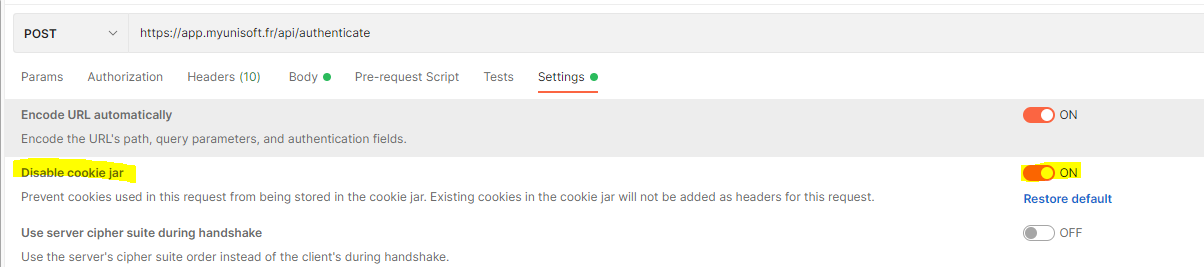 POST https://app.myunisoft.fr/api/authenticate
Params Authorization Headers (10) Body Pre-request Script Tests Settings
Encode URL automatically ON
Encode the URL's path, query parameters, and authentication fields.
Disable cookie jar ON
Prevent cookies used in this request from being stored in the cookie jar. Existing cookies in the cookie jar will not be added as headers for this request. Restore default
Use server cipher suite during handshake OFF
Use the server's cipher suite order instead of the client's during handshake.